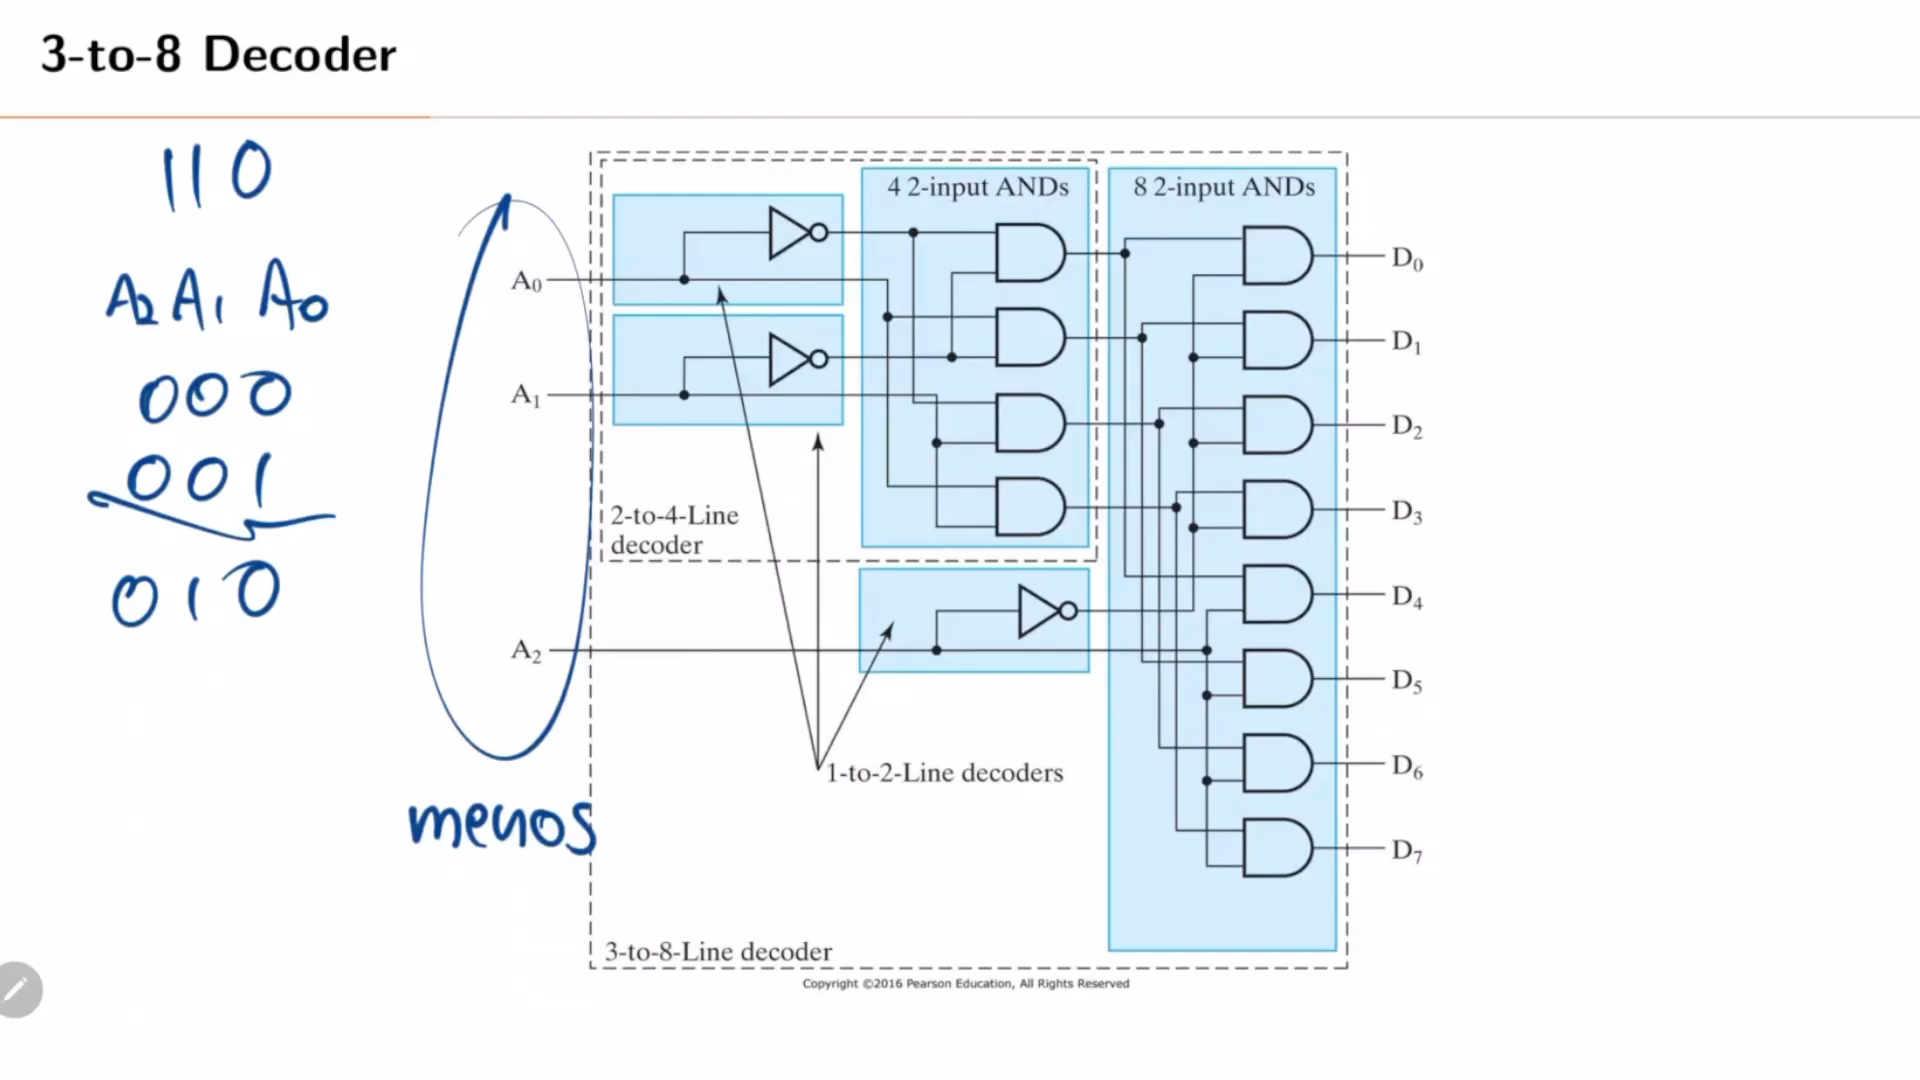 3-to-8 Decoder
110
A2 A1 A0
000
001
010
menos
4 2-input ANDs
8 2-input ANDs
A0
A1
A2
2-to-4-Line
decoder
1-to-2-Line decoders
3-to-8-Line decoder
D0
D1
D2
D3
D4
D5
D6
D7
Copyright ©2016 Pearson Education, All Rights Reserved